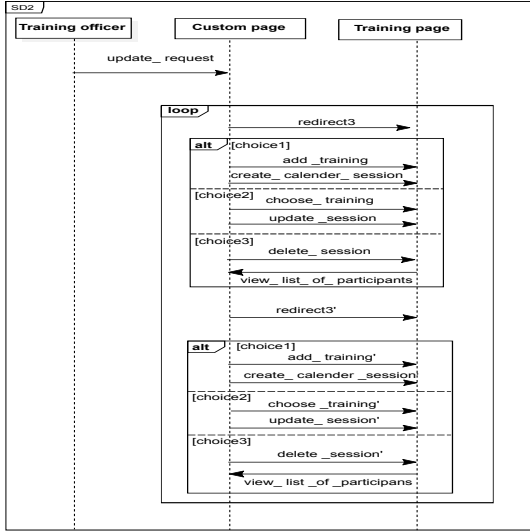 SD2
Training officer
Custom page
Training page
update_ request
loop
redirect3
alt [choice1]
add _training
create_ calender_ session
[choice2]
choose_ training
update _session
[choice3]
delete_ session
view_ list_ of_ participants
redirect3'
alt [choice1]
add_ training'
create_ calender _session
[choice2]
choose _training'
update_ session'
[choice3]
delete _session'
view_ list _of _participans